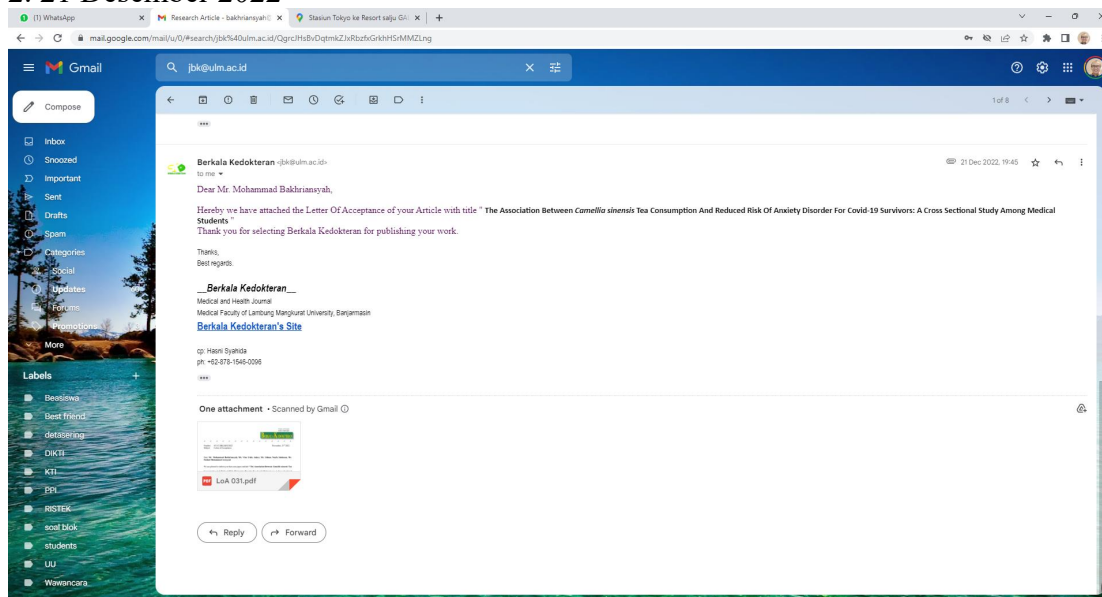 2. 21 Desember 2022
(1) WhatsApp
Research Article - bakhriansyah@
Stasiun Tokyo ke Resort salju GA
mail.google.com/mail/u/0/#search/jbk%40ulm.ac.id/QgrcJHsBvDqtmkZJxRbzfxGrkhHSrMMZLng
Gmail
jbk@ulm.ac.id
Compose
1 of 8
Inbox
Snoozed
Important
Sent
Drafts
Spam
Categories
Social
Updates
Forums
Promotions
More
Labels
Beasiswa
Best friend
detasering
DIKTI
KTI
PPI
RISTEK
soal blok
students
UU
Wawancara
Berkala Kedokteran <jbk@ulm.ac.id>
21 Dec 2022, 19:45
to me
Dear Mr. Mohammad Bakhriansyah,
Hereby we have attached the Letter Of Acceptance of your Article with title " The Association Between Camellia sinensis Tea Consumption And Reduced Risk Of Anxiety Disorder For Covid-19 Survivors: A Cross Sectional Study Among Medical
Students "
Thank you for selecting Berkala Kedokteran for publishing your work.
Thanks,
Best regards.
__Berkala Kedokteran__
Medical and Health Journal
Medical Faculty of Lambung Mangkurat University, Banjarmasin
Berkala Kedokteran's Site
cp: Hasni Syahida
ph: +62-878-1546-0096
One attachment • Scanned by Gmail
PDF LoA 031.pdf
Reply
Forward